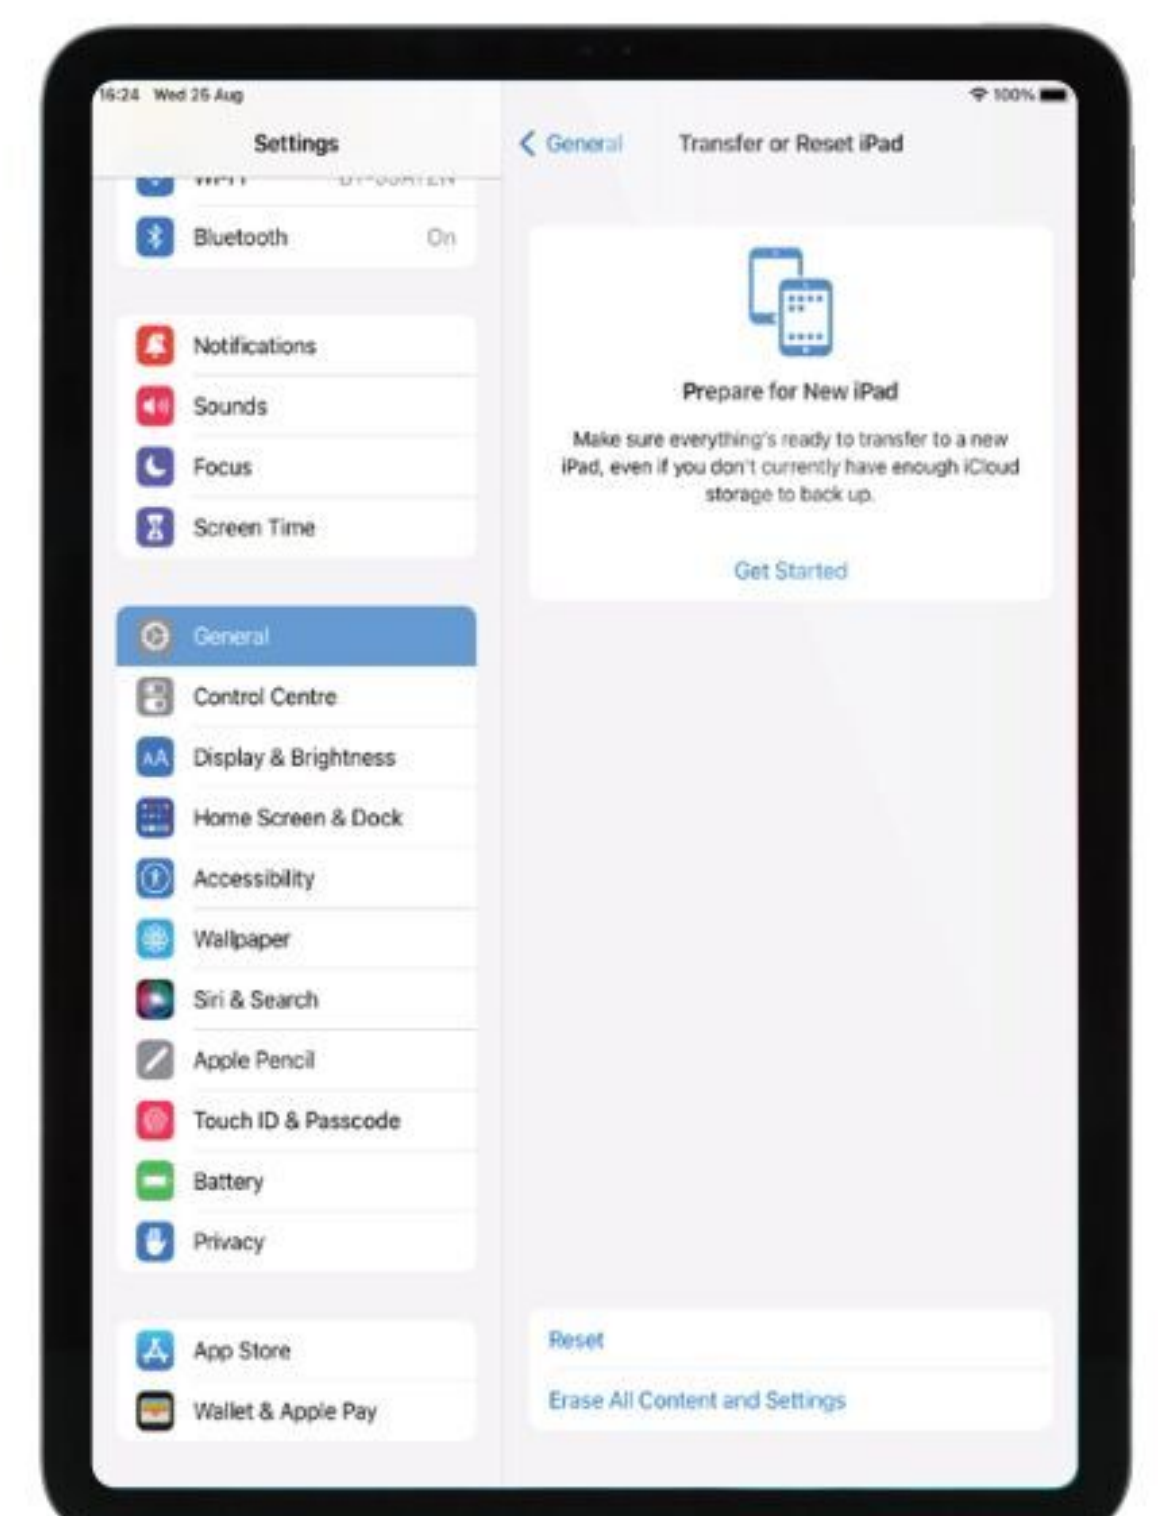 16:24 Wed 25 Aug
100%
Settings
General
Transfer or Reset iPad
Wi-Fi
Bluetooth
On
Notifications
Sounds
Focus
Screen Time
General
Control Centre
AA
Display & Brightness
Home Screen & Dock
Accessibility
Wallpaper
Siri & Search
Apple Pencil
Touch ID & Passcode
Battery
Privacy
App Store
Wallet & Apple Pay
Prepare for New iPad
Make sure everything's ready to transfer to a new
iPad, even if you don't currently have enough iCloud
storage to back up.
Get Started
Reset
Erase All Content and Settings